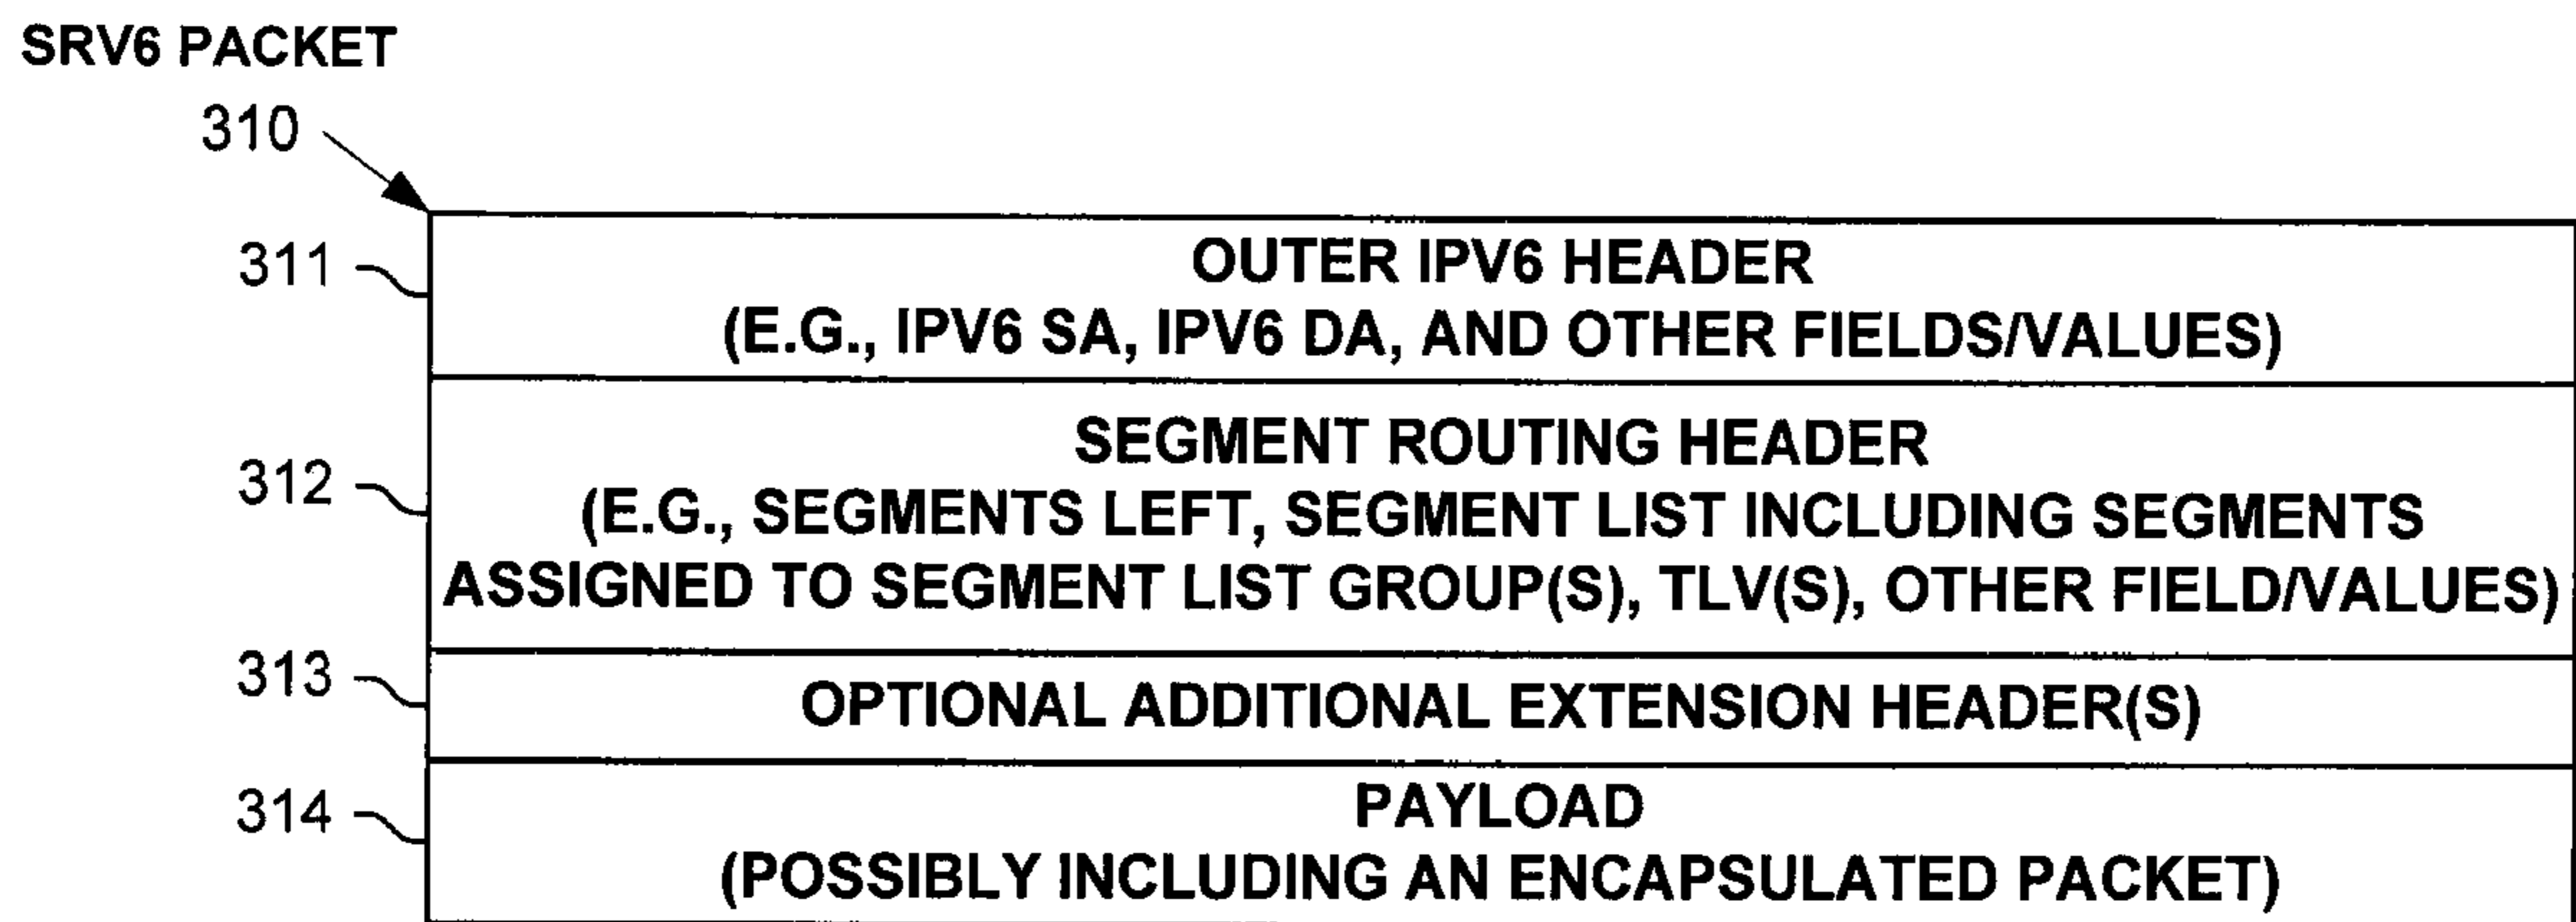 SRV6 PACKET
310
311
OUTER IPV6 HEADER
(E.G., IPV6 SA, IPV6 DA, AND OTHER FIELDS/VALUES)
312
SEGMENT ROUTING HEADER
(E.G., SEGMENTS LEFT, SEGMENT LIST INCLUDING SEGMENTS
ASSIGNED TO SEGMENT LIST GROUP(S), TLV(S), OTHER FIELD/VALUES)
313
OPTIONAL ADDITIONAL EXTENSION HEADER(S)
314
PAYLOAD
(POSSIBLY INCLUDING AN ENCAPSULATED PACKET)